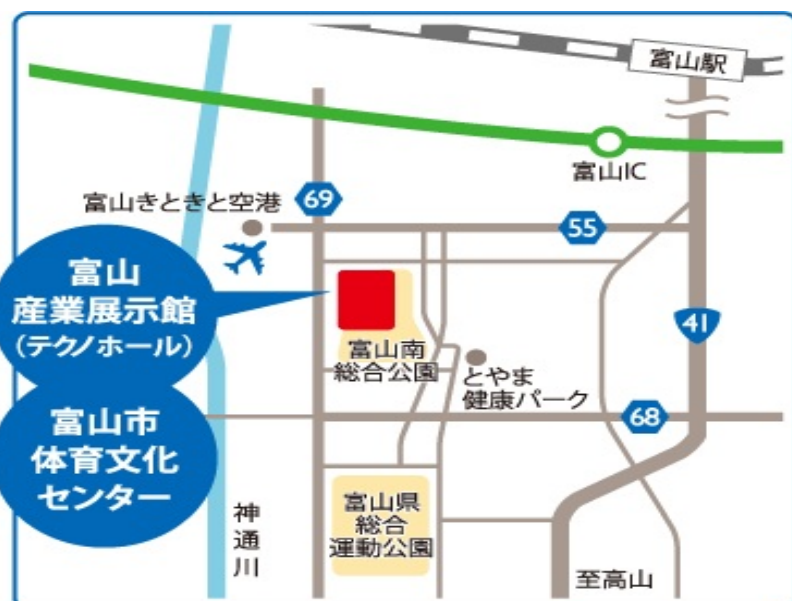 富山駅
富山IC
富山きときと空港
69
55
富山
産業展示館
(テクノホール)
41
富山南
総合公園
とやま
健康パーク
68
富山市
体育文化
センター
富山県
総合
運動公園
神通川
至高山